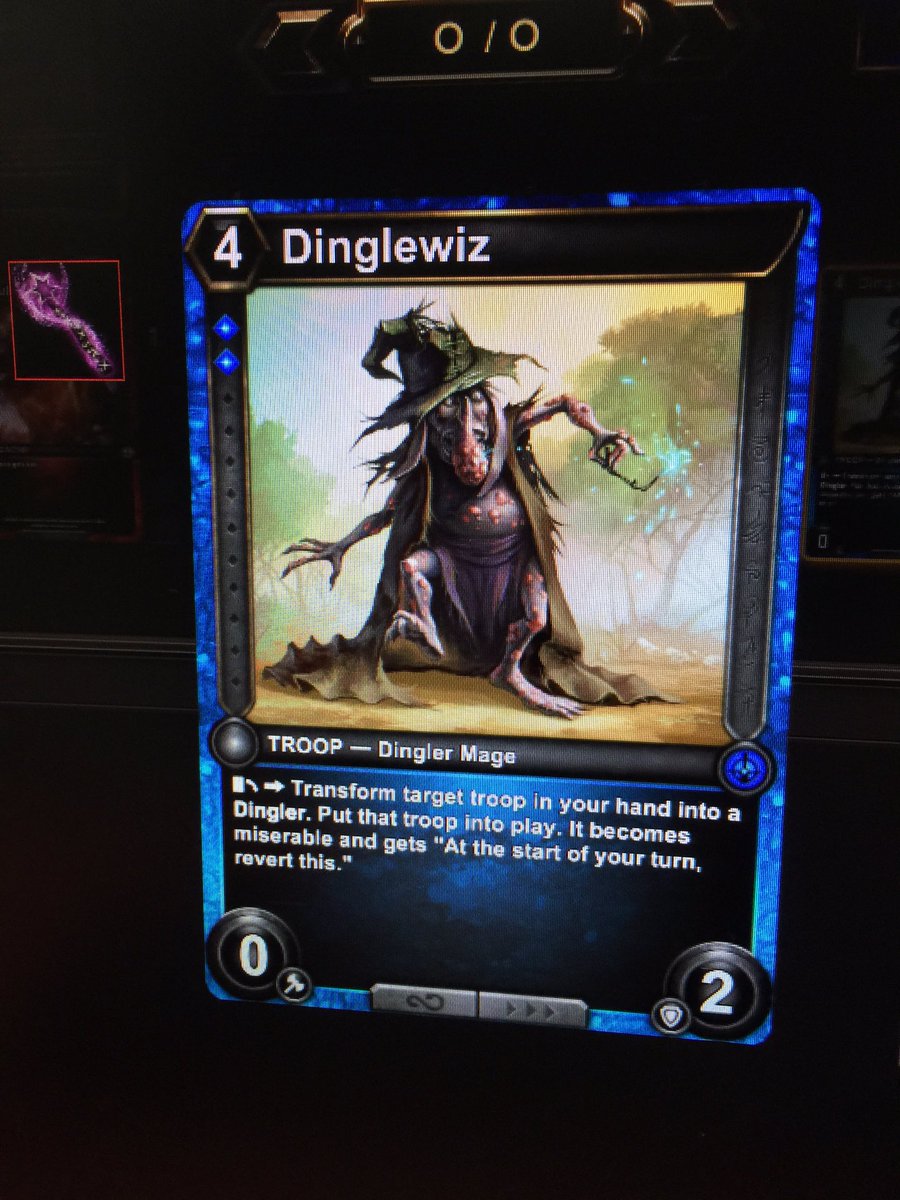 0 / 0
4 Dinglewiz
TROOP — Dingler Mage
Transform target troop in your hand into a
Dingler. Put that troop into play. It becomes
miserable and gets "At the start of your turn,
revert this."
0
2